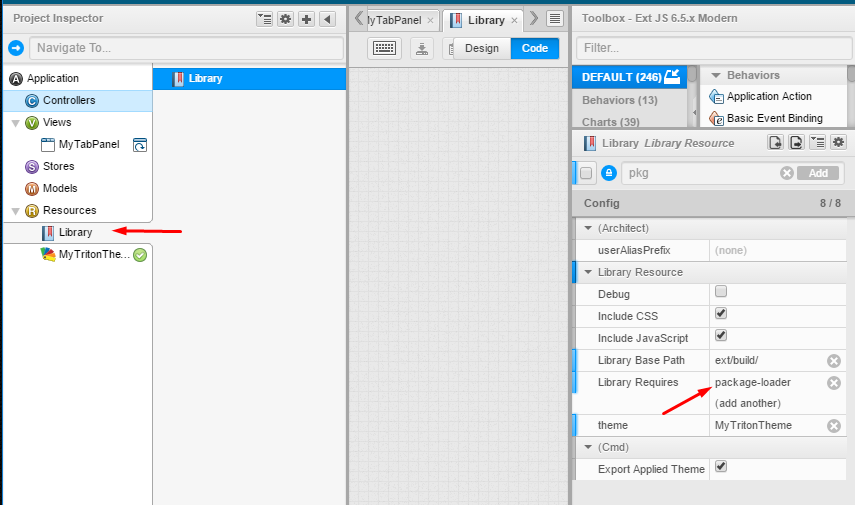 Project Inspector
Navigate To...
Application
Controllers
Views
MyTabPanel
Stores
Models
Resources
Library
MyTritonThe...
Library
MyTabPanel
Library
Design
Code
Toolbox - Ext JS 6.5.x Modern
Filter...
DEFAULT (246)
Behaviors (13)
Charts (39)
Behaviors
Application Action
Basic Event Binding
Library Library Resource
pkg
Add
Config 8 / 8
(Architect)
userAliasPrefix (none)
Library Resource
Debug
Include CSS
Include JavaScript
Library Base Path ext/build/
Library Requires package-loader
(add another)
theme MyTritonTheme
(Cmd)
Export Applied Theme